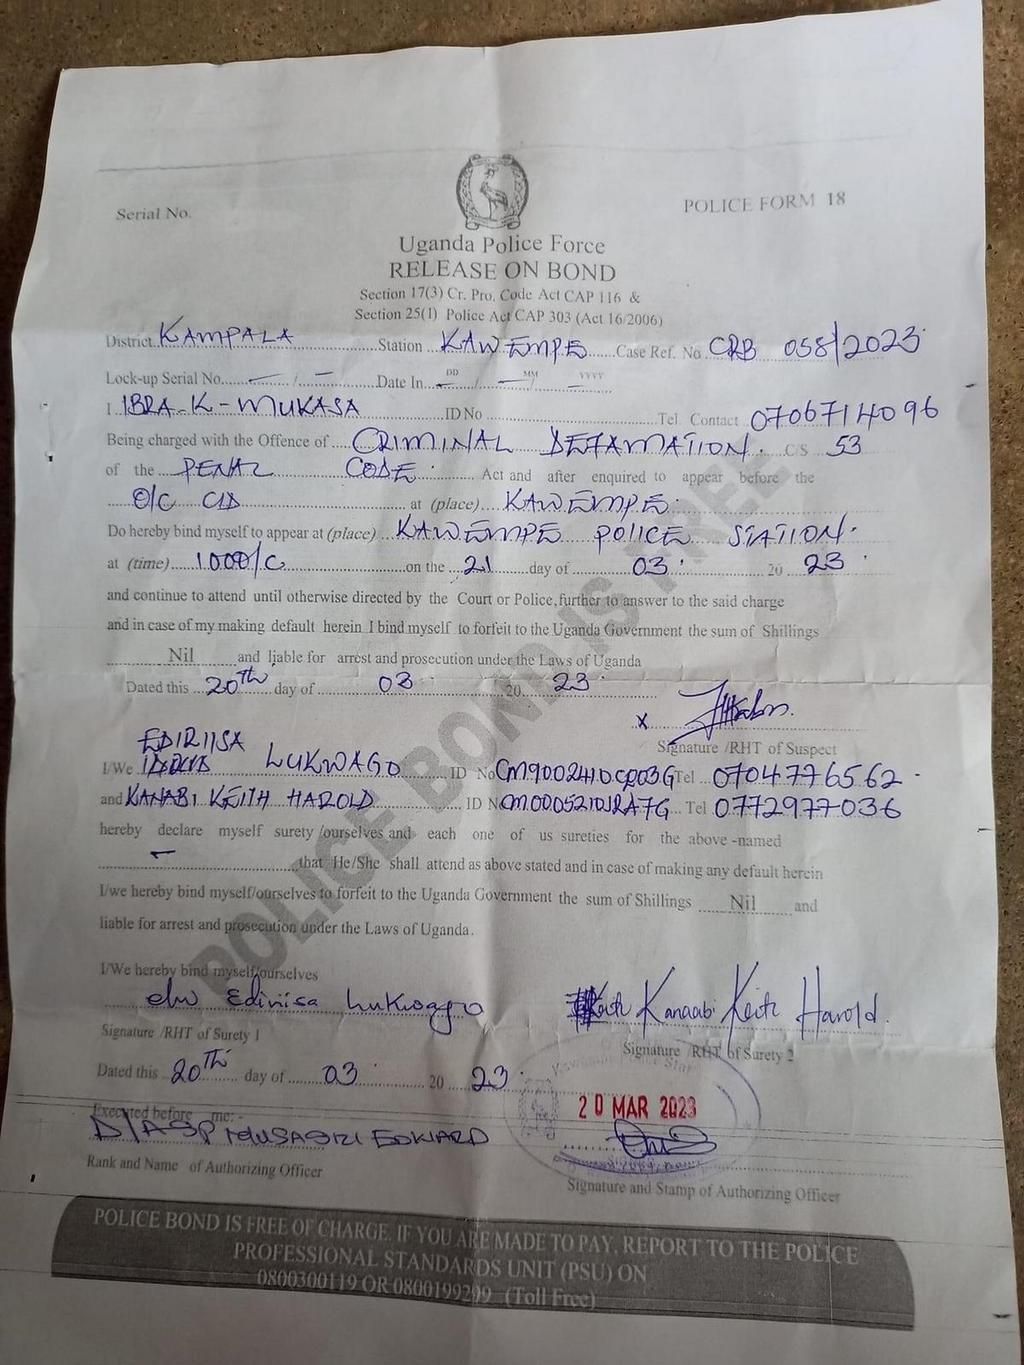 Serial No.
POLICE FORM 18
Uganda Police Force
RELEASE ON BOND
Section 17(3) Cr. Pro. Code Act CAP 116 &
Section 25(1) Police Act CAP 303 (Act 16/2006)
District KAMPALA Station KAWEMPE Case Ref. No CRB 058/2023
Lock-up Serial No. — / — Date In DD — / — MM — YYYY
I IBRA-K-MUKASA ID No Tel. Contact 0706714096
Being charged with the Offence of CRIMINAL DEFAMATION. C/S 53
of the PENAL CODE. Act and after enquired to appear before the
O/C CID at (place) KAWEMPE.
Do hereby bind myself to appear at (place) KAWEMPE POLICE STATION.
at (time) 1000/C on the 21 day of 03. 20 23.
and continue to attend until otherwise directed by the Court or Police, further to answer to the said charge
and in case of my making default herein I bind myself to forfeit to the Uganda Government the sum of Shillings
Nil and liable for arrest and prosecution under the Laws of Uganda
Dated this 20th day of 03. 20 23.
x
Signature /RHT of Suspect
EDIRIISA
I/We LUKWAGO ID No Tel 0704776562
and KANABI KEITH HAROLD ID No Tel 0772977036
hereby declare myself surety /ourselves and each one of us sureties for the above -named
— that He/She shall attend as above stated and in case of making any default herein
I/we hereby bind myself/ourselves to forfeit to the Uganda Government the sum of Shillings Nil and
liable for arrest and prosecution under the Laws of Uganda.
I/We hereby bind myself/ourselves
Lukwago Keith Kanaabi Keith Harold.
Signature /RHT of Surety 1
Signature /RHT of Surety 2
Dated this 20TH day of 03. 20 23.
20 MAR 2023
Executed before me: -
D/ASP EDWARD
Rank and Name of Authorizing Officer
Signature and Stamp of Authorizing Officer
POLICE BOND IS FREE
POLICE BOND IS FREE OF CHARGE. IF YOU ARE MADE TO PAY, REPORT TO THE POLICE
PROFESSIONAL STANDARDS UNIT (PSU) ON
0800300119 OR 0800199299 (Toll Free)